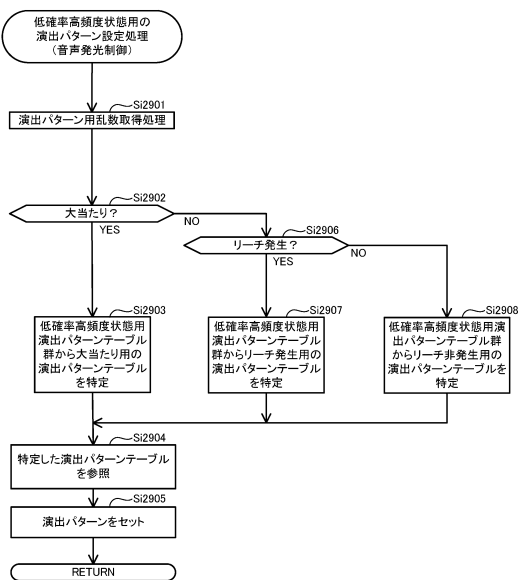 低確率高頻度状態用の
演出パターン設定処理
(音声発光制御)
Si2901
演出パターン用乱数取得処理
Si2902
大当たり?
NO
YES
Si2906
リーチ発生?
NO
YES
Si2903
低確率高頻度状態用
演出パターンテーブル
群から大当たり用の
演出パターンテーブル
を特定
Si2907
低確率高頻度状態用
演出パターンテーブル
群からリーチ発生用の
演出パターンテーブル
を特定
Si2908
低確率高頻度状態用演
出パターンテーブル群
からリーチ非発生用の
演出パターンテーブルを
特定
Si2904
特定した演出パターンテーブル
を参照
Si2905
演出パターンをセット
RETURN